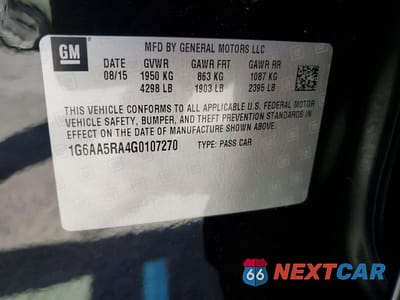 GM
MFD BY GENERAL MOTORS LLC
DATE GVWR GAWR FRT GAWR RR
08/15 1950 KG 863 KG 1087 KG
4298 LB 1903 LB 2395 LB
THIS VEHICLE CONFORMS TO ALL APPLICABLE U.S. FEDERAL MOTOR
VEHICLE SAFETY, BUMPER, AND THEFT PREVENTION STANDARDS IN
EFFECT ON THE DATE OF MANUFACTURE SHOWN ABOVE.
1G6AA5RA4G0107270 TYPE: PASS CAR
66 NEXTCAR